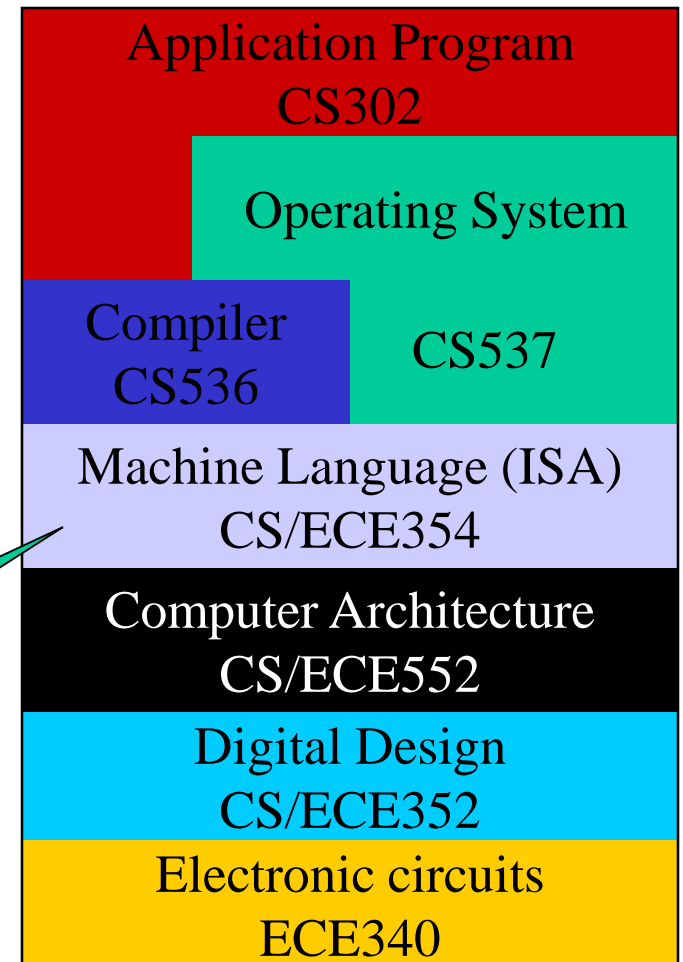 Application Program
CS302
Operating System
Compiler
CS536
CS537
Machine Language (ISA)
CS/ECE354
Computer Architecture
CS/ECE552
Digital Design
CS/ECE352
Electronic circuits
ECE340